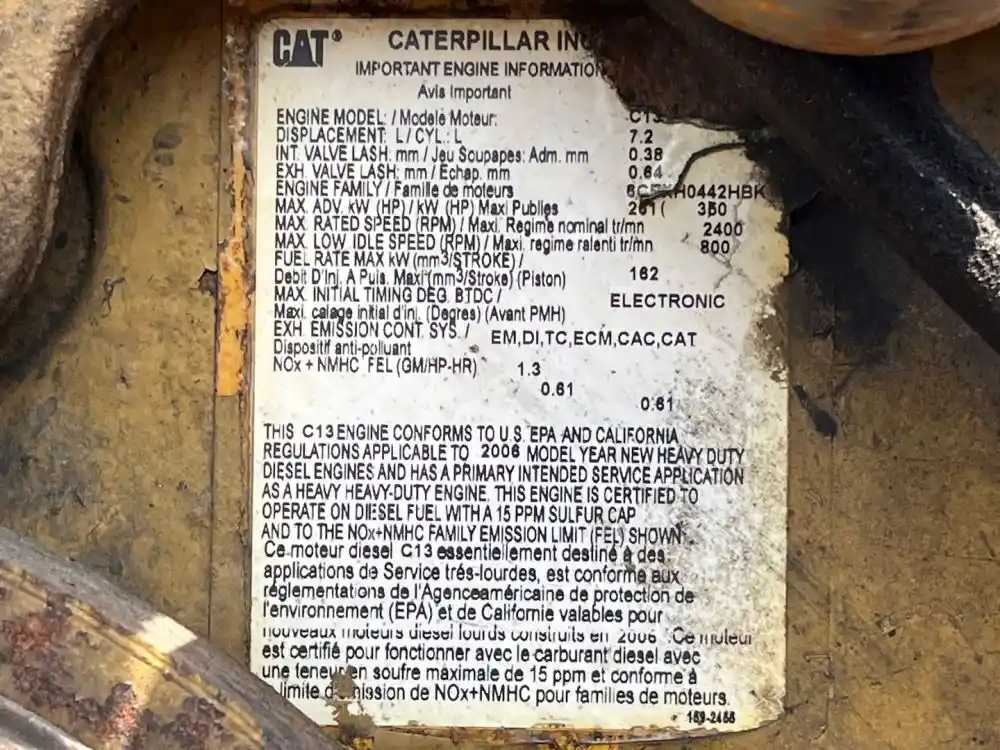 CAT®
CATERPILLAR INC
IMPORTANT ENGINE INFORMATION
Avis Important
ENGINE MODEL: / Modele Moteur: C13
DISPLACEMENT: L / CYL: L 7.2
INT. VALVE LASH: mm / Jeu Soupapes: Adm. mm 0.38
EXH. VALVE LASH: mm / Echap. mm 0.64
ENGINE FAMILY / Famille de moteurs H0442HBK
MAX. ADV. kW (HP) / kW (HP) Maxi Publies 261 ( 350
MAX. RATED SPEED (RPM) / Maxi. Regime nominal tr/mn 2400
MAX. LOW IDLE SPEED (RPM) / Maxi. regime ralenti tr/mn 800
FUEL RATE MAX kW (mm3/STROKE) /
Debit D'Inj. A Puis. Maxi (mm3/Stroke) (Piston) 162
MAX. INITIAL TIMING DEG. BTDC /
Maxi. calage initial d'inj. (Degres) (Avant PMH) ELECTRONIC
EXH. EMISSION CONT. SYS. /
Dispositif anti-polluant EM,DI,TC,ECM,CAC,CAT
NOx + NMHC FEL (GM/HP-HR) 1.3
0.61
0.61
THIS C13 ENGINE CONFORMS TO U.S. EPA AND CALIFORNIA
REGULATIONS APPLICABLE TO 2006 MODEL YEAR NEW HEAVY DUTY
DIESEL ENGINES AND HAS A PRIMARY INTENDED SERVICE APPLICATION
AS A HEAVY HEAVY-DUTY ENGINE. THIS ENGINE IS CERTIFIED TO
OPERATE ON DIESEL FUEL WITH A 15 PPM SULFUR CAP
AND TO THE NOx+NMHC FAMILY EMISSION LIMIT (FEL) SHOWN.
Ce moteur diesel C13 essentiellement destiné à des
applications de Service trés-lourdes, est conforme aux
réglementations de l'Agenceaméricaine de protection de
l'environnement (EPA) et de Californie valables pour
nouveaux moteurs diesel lourds construits en 2006 .Ce moteur
est certifié pour fonctionner avec le carburant diesel avec
une teneur en soufre maximale de 15 ppm et conforme à
limite d'émission de NOx+NMHC pour familles de moteurs.